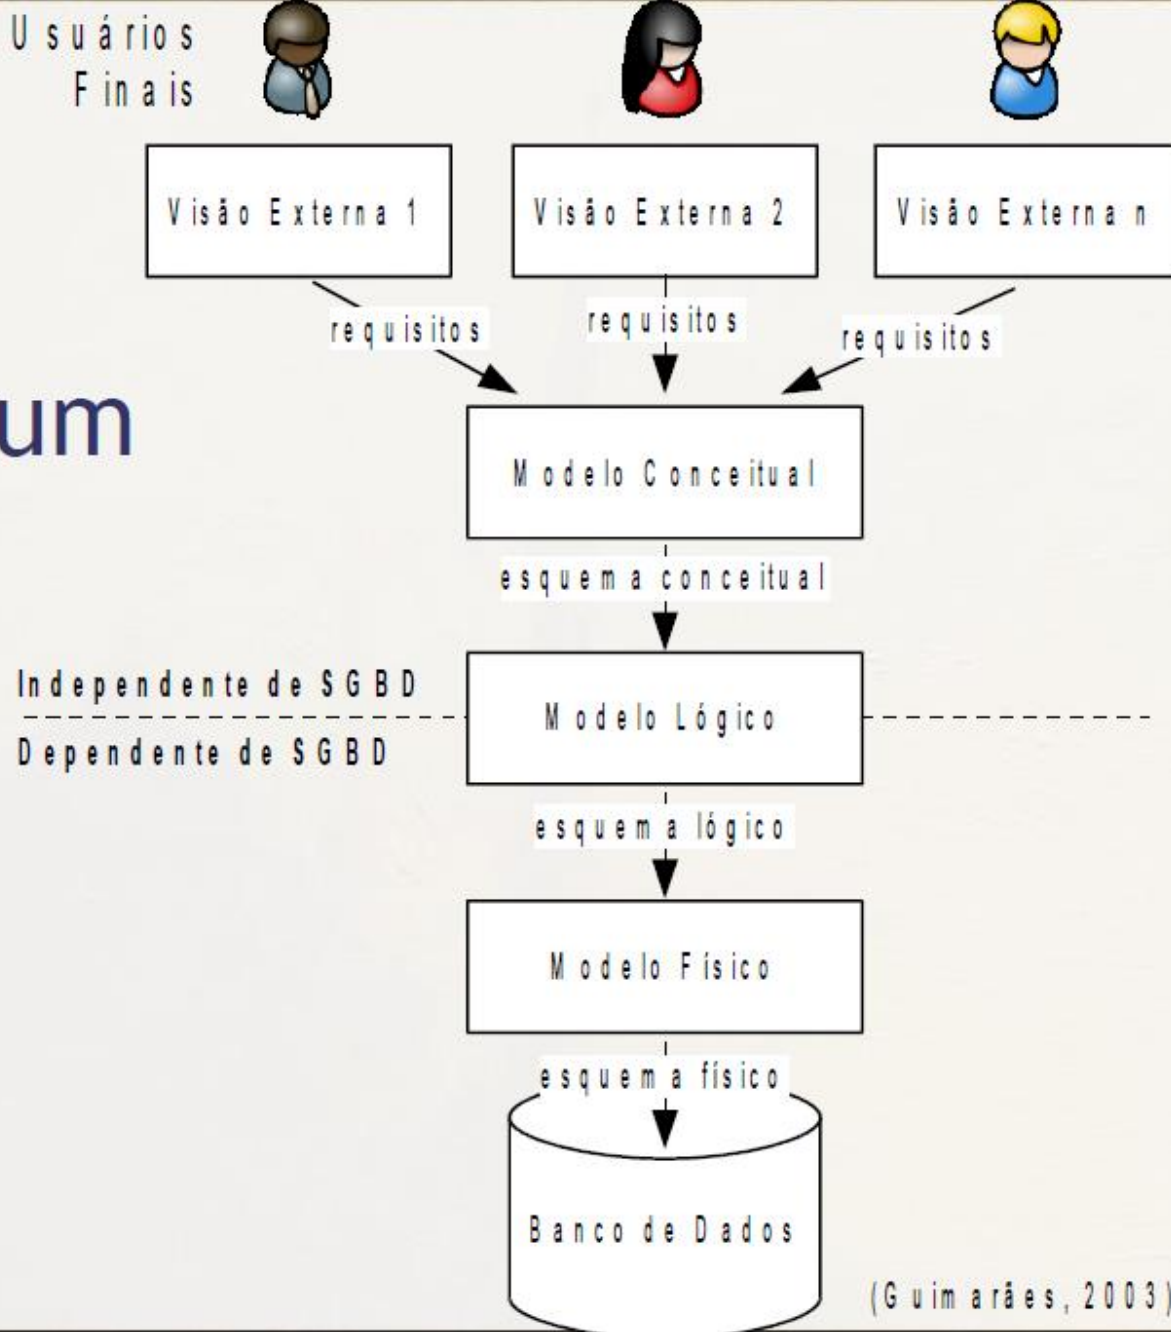 Usuários
Finais
Visão Externa 1
Visão Externa 2
Visão Externa n
requisitos
requisitos
requisitos
um
Modelo Conceitual
esquema conceitual
Independente de SGBD
Modelo Lógico
Dependente de SGBD
esquema lógico
Modelo Físico
esquema físico
Banco de Dados
(Guimarães, 2003)